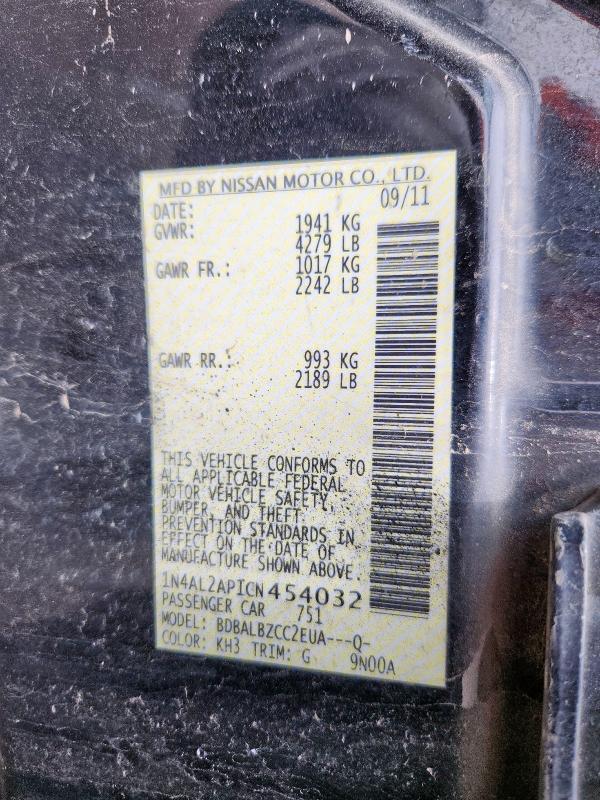 MFD BY NISSAN MOTOR CO., LTD.
DATE: 09/11
GVWR: 1941 KG
4279 LB
GAWR FR.: 1017 KG
2242 LB
GAWR RR.: 993 KG
2189 LB
THIS VEHICLE CONFORMS TO
ALL APPLICABLE FEDERAL
MOTOR VEHICLE SAFETY,
BUMPER, AND THEFT
PREVENTION STANDARDS IN
EFFECT ON THE DATE OF
MANUFACTURE SHOWN ABOVE.
1N4AL2AP1CN454032
PASSENGER CAR 751
MODEL: BDBALBZCC2EUA---Q-
COLOR: KH3 TRIM: G 9N00A